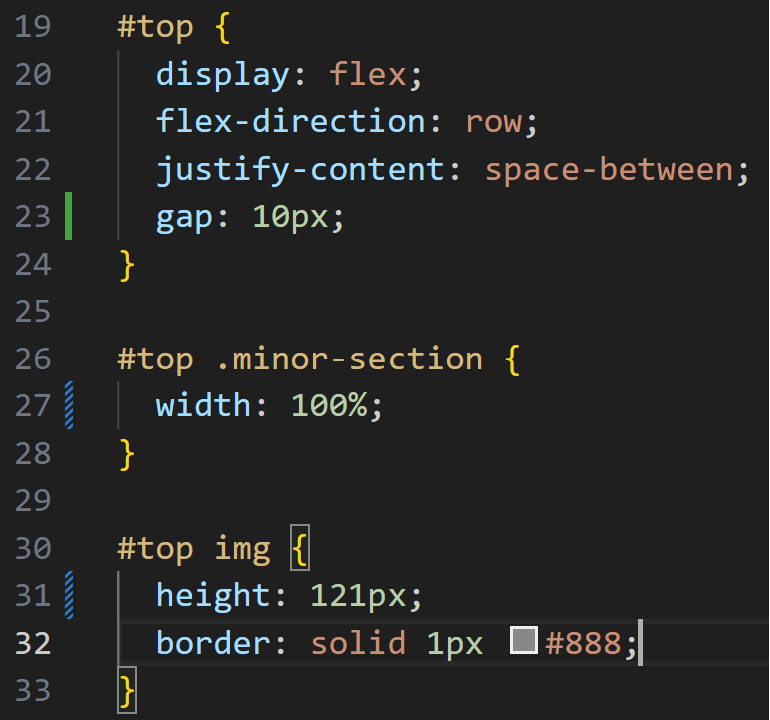 19 #top {
20   display: flex;
21   flex-direction: row;
22   justify-content: space-between;
23   gap: 10px;
24 }
25
26 #top .minor-section {
27   width: 100%;
28 }
29
30 #top img {
31   height: 121px;
32   border: solid 1px #888;
33 }